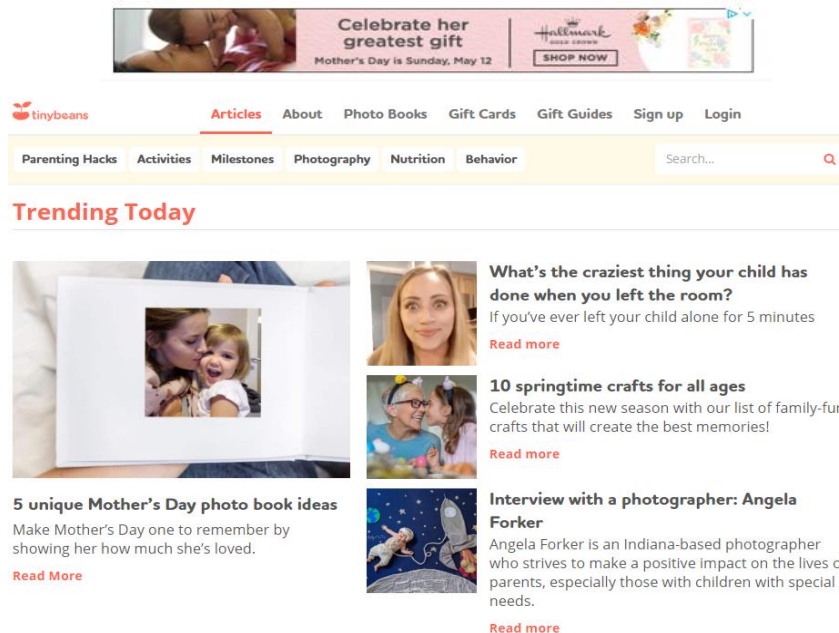 Celebrate her
greatest gift
Mother's Day is Sunday, May 12
Hallmark
GOLD CROWN
SHOP NOW
tinybeans
Articles
About
Photo Books
Gift Cards
Gift Guides
Sign up
Login
Parenting Hacks
Activities
Milestones
Photography
Nutrition
Behavior
Search...
Trending Today
5 unique Mother's Day photo book ideas
Make Mother's Day one to remember by
showing her how much she's loved.
Read More
What's the craziest thing your child has
done when you left the room?
If you've ever left your child alone for 5 minutes
Read more
10 springtime crafts for all ages
Celebrate this new season with our list of family-fun
crafts that will create the best memories!
Read more
Interview with a photographer: Angela
Forker
Angela Forker is an Indiana-based photographer
who strives to make a positive impact on the lives o
parents, especially those with children with special
needs.
Read more